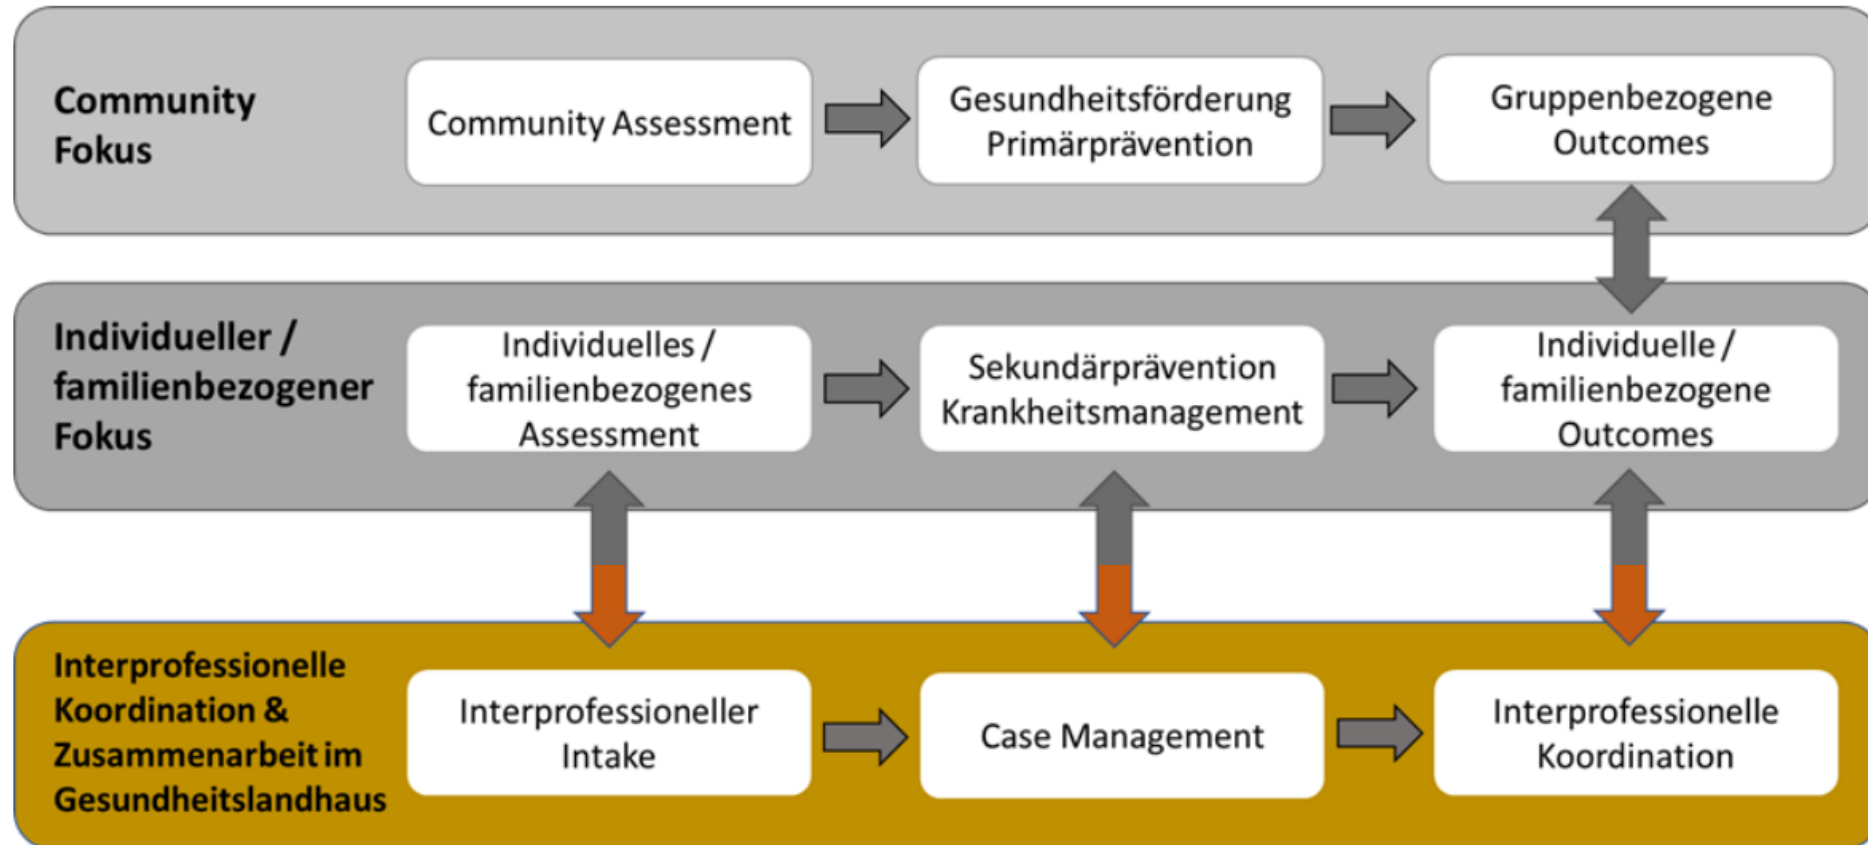 Community
Fokus
Community Assessment
Gesundheitsförderung
Primärprävention
Gruppenbezogene
Outcomes
Individueller /
familienbezogener
Fokus
Individuelles /
familienbezogenes
Assessment
Sekundärprävention
Krankheitsmanagement
Individuelle /
familienbezogene
Outcomes
Interprofessionelle
Koordination &
Zusammenarbeit im
Gesundheitslandhaus
Interprofessioneller
Intake
Case Management
Interprofessionelle
Koordination